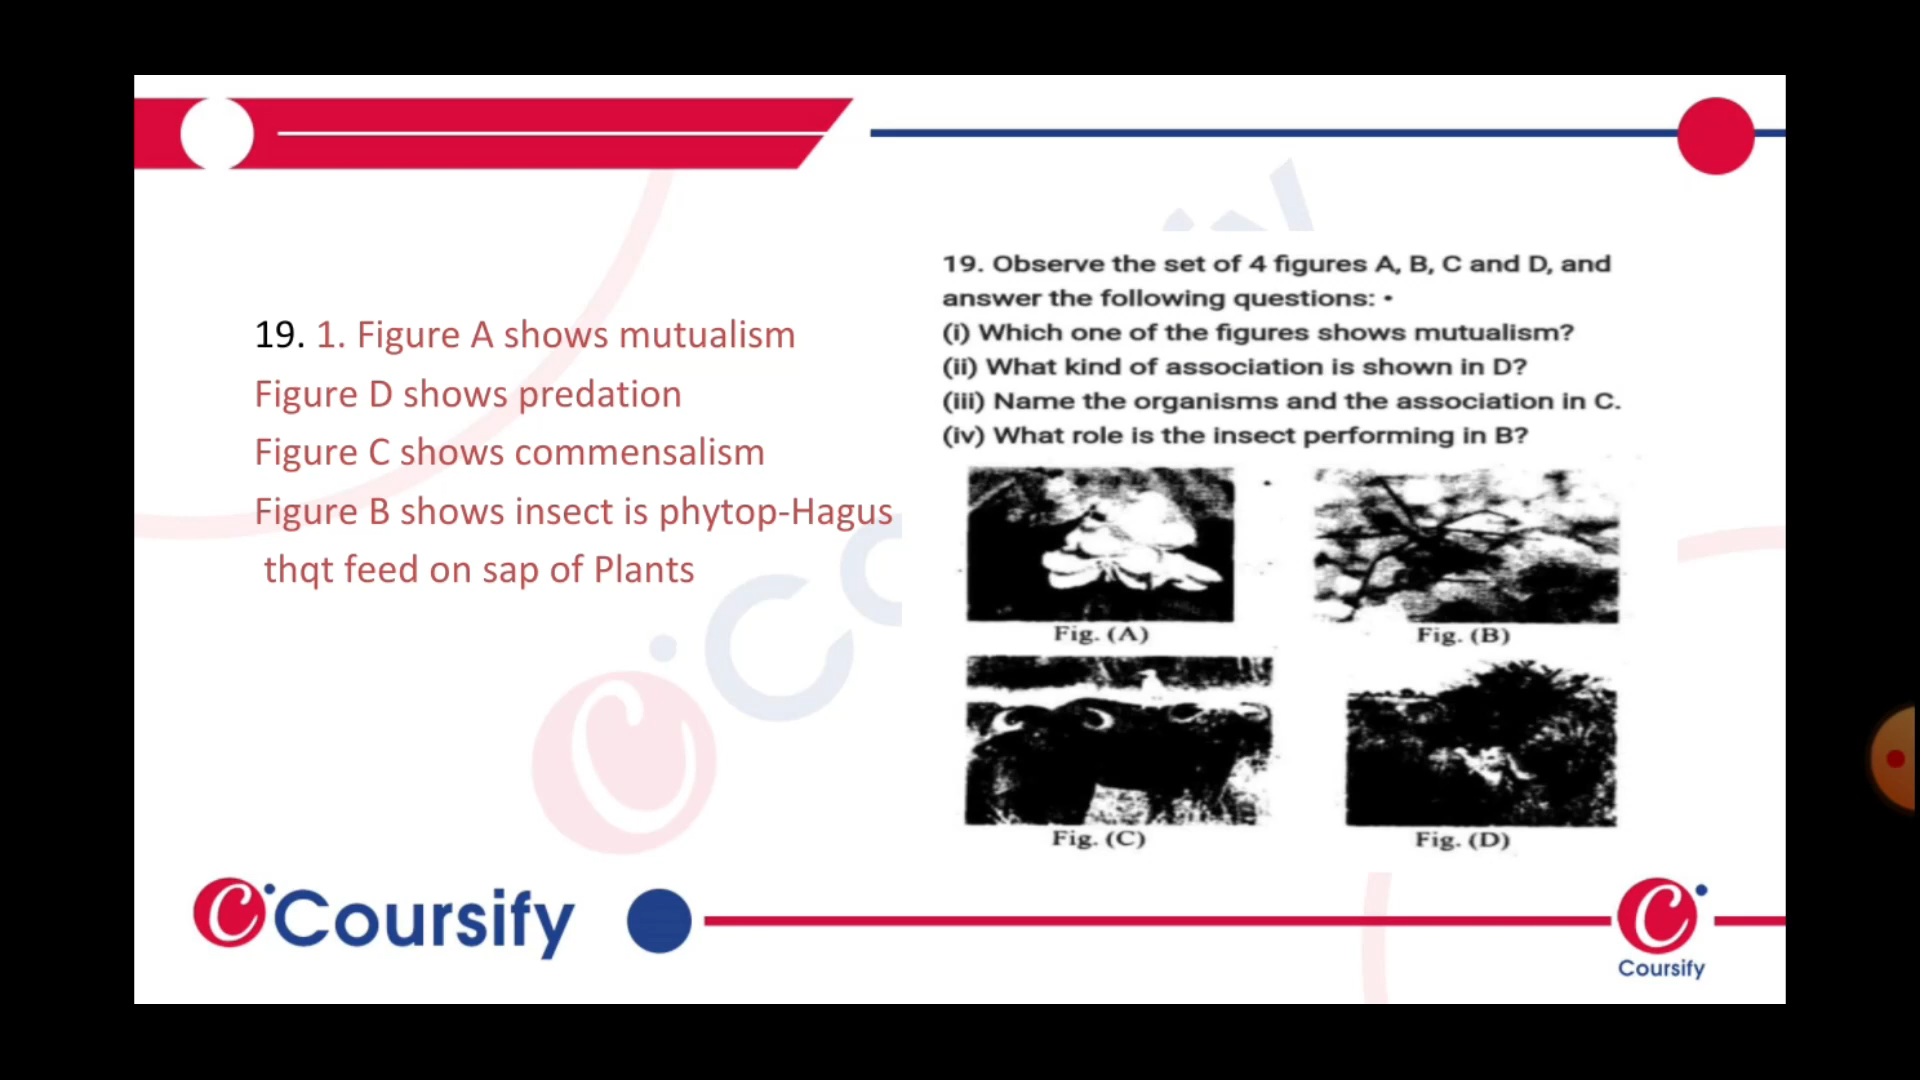 19. 1. Figure A shows mutualism
Figure D shows predation
Figure C shows commensalism
Figure B shows insect is phytop-Hagus
thqt feed on sap of Plants
19. Observe the set of 4 figures A, B, C and D, and
answer the following questions: •
(i) Which one of the figures shows mutualism?
(ii) What kind of association is shown in D?
(iii) Name the organisms and the association in C.
(iv) What role is the insect performing in B?
Fig. (A)
Fig. (B)
Fig. (C)
Fig. (D)
Coursify
Coursify